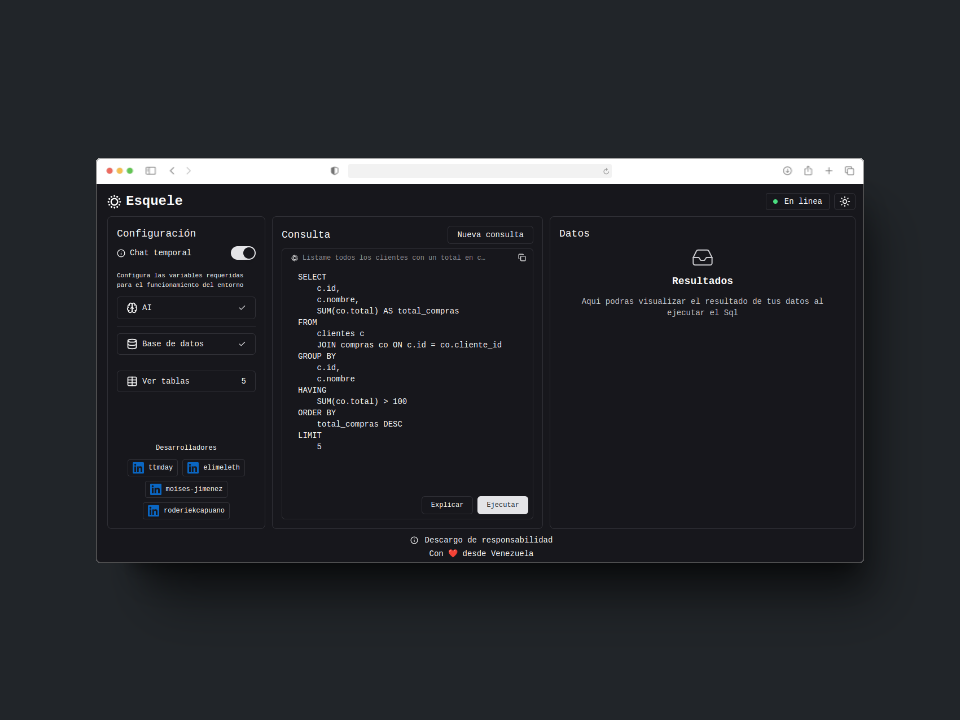 Esquele
En linea
Configuración
Chat temporal
Configura las variables requeridas
para el funcionamiento del entorno
AI
Base de datos
Ver tablas 5
Desarrolladores
ttmday elimeleth
moises-jimenez
roderiekcapuano
Consulta
Nueva consulta
Listame todos los clientes con un total en c…
SELECT
c.id,
c.nombre,
SUM(co.total) AS total_compras
FROM
clientes c
JOIN compras co ON c.id = co.cliente_id
GROUP BY
c.id,
c.nombre
HAVING
SUM(co.total) > 100
ORDER BY
total_compras DESC
LIMIT
5
Explicar Ejecutar
Datos
Resultados
Aqui podras visualizar el resultado de tus datos al
ejecutar el Sql
Descargo de responsabilidad
Con ❤️ desde Venezuela